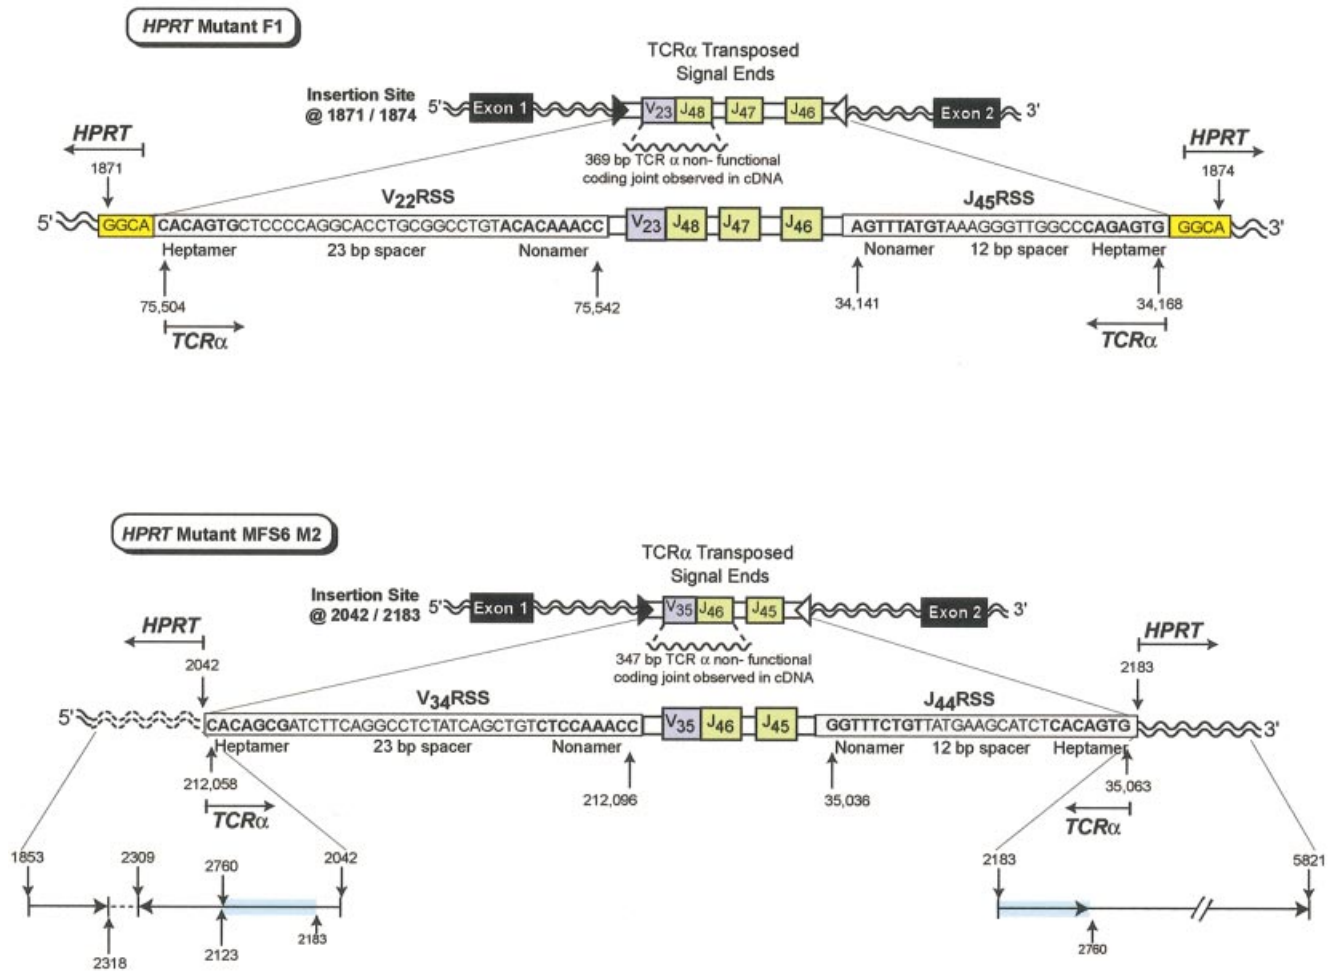 HPRT Mutant F1
TCRα Transposed
Signal Ends
Insertion Site
@ 1871 / 1874
5' Exon 1 V23 J48 J47 J46 Exon 2 3'
369 bp TCR α non- functional
coding joint observed in cDNA
HPRT HPRT
1871 1874
V22RSS J45RSS
5' GGCA CACAGTGCTCCCCAGGCACCTGCGGCCTGTACACAAACC V23 J48 J47 J46 AGTTTATGTAAAGGGTTGGCCCAGAGTG GGCA 3'
Heptamer 23 bp spacer Nonamer Nonamer 12 bp spacer Heptamer
75,504 75,542 34,141 34,168
TCRα TCRα
HPRT Mutant MFS6 M2
TCRα Transposed
Signal Ends
Insertion Site
@ 2042 / 2183
5' Exon 1 V35 J46 J45 Exon 2 3'
347 bp TCR α non- functional
coding joint observed in cDNA
HPRT HPRT
2042 2183
V34RSS J44RSS
5' CACAGCGATCTTCAGGCCTCTATCAGCTGTCTCCAAACC V35 J46 J45 GGTTTCTGTTATGAAGCATCTCACAGTG 3'
Heptamer 23 bp spacer Nonamer Nonamer 12 bp spacer Heptamer
212,058 212,096 35,036 35,063
TCRα TCRα
1853 2309 2760 2042 2183 5821
2318 2123 2183 2760